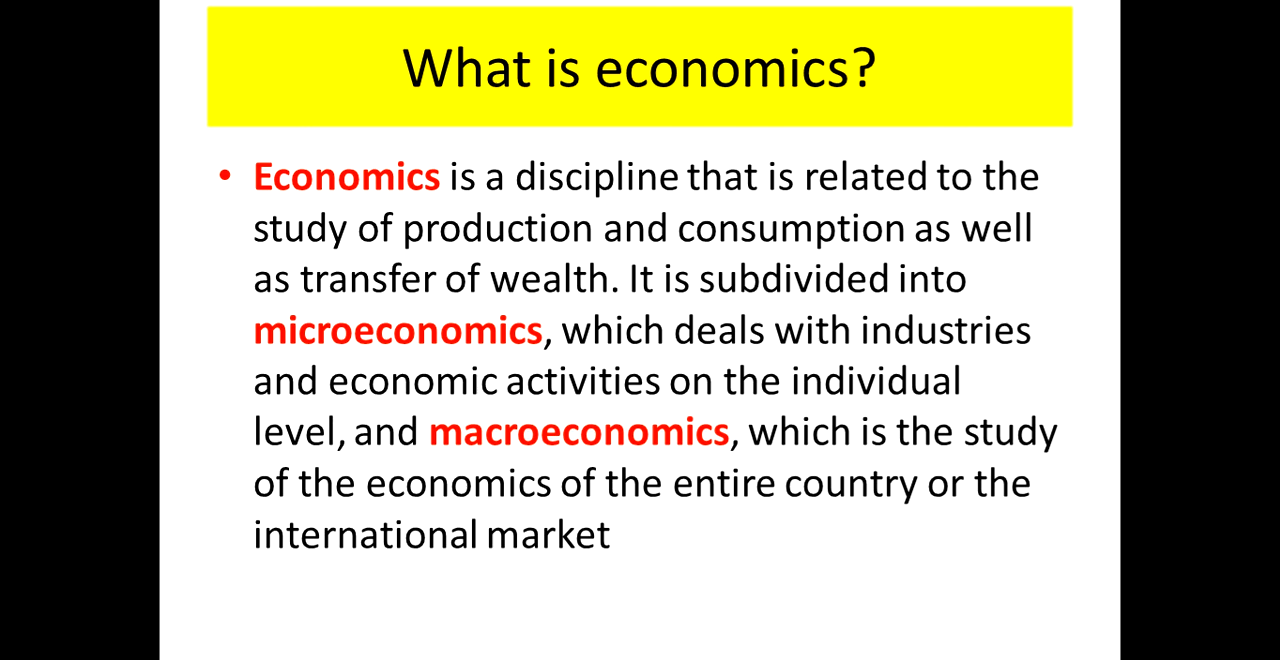 What is economics?
• Economics is a discipline that is related to the
study of production and consumption as well
as transfer of wealth. It is subdivided into
microeconomics, which deals with industries
and economic activities on the individual
level, and macroeconomics, which is the study
of the economics of the entire country or the
international market